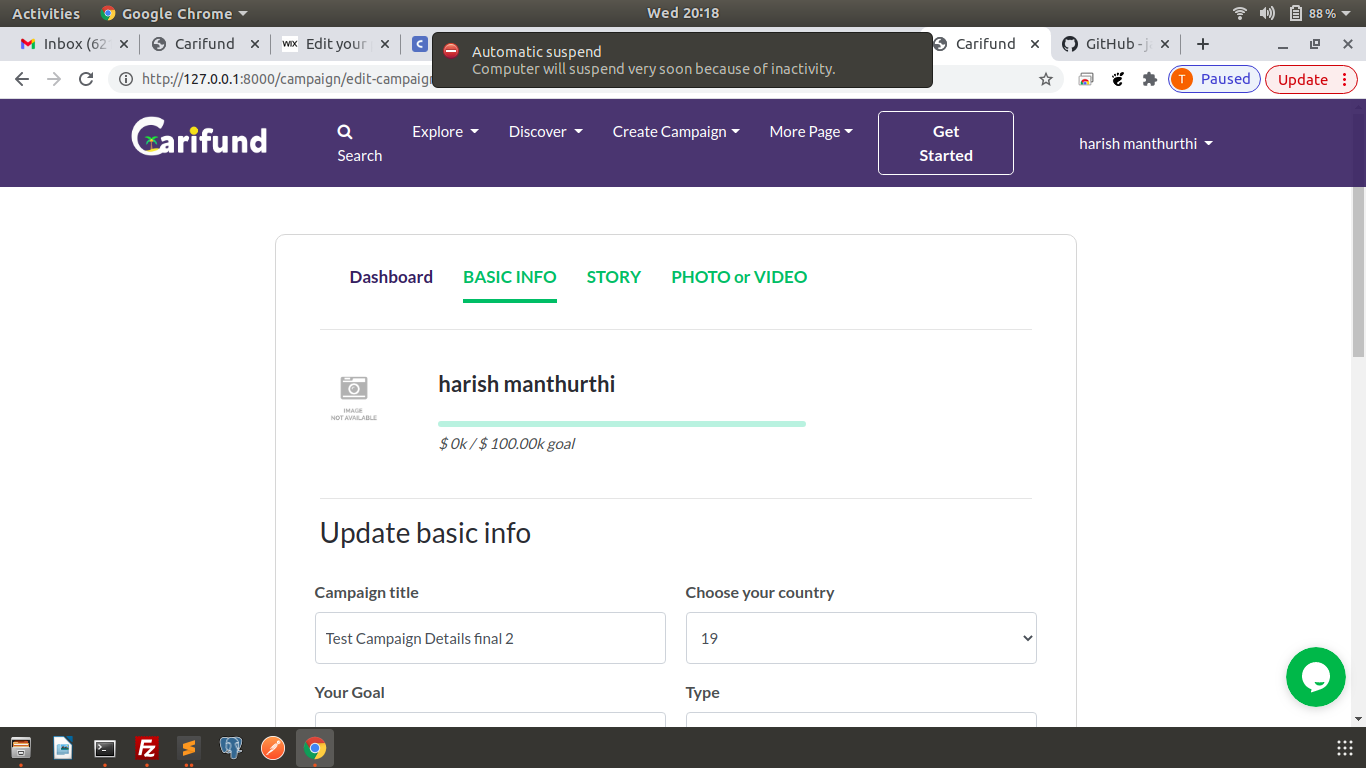 Activities Google Chrome Wed 20:18 88 %
Inbox (62 Carifund Edit your Carifund GitHub - j
WIX
C
Automatic suspend
Computer will suspend very soon because of inactivity.
http://127.0.0.1:8000/campaign/edit-campaign T Paused Update
Carifund
Search
Explore Discover Create Campaign More Page
Get
Started
harish manthurthi
Dashboard BASIC INFO STORY PHOTO or VIDEO
IMAGE
NOT AVAILABLE
harish manthurthi
$ 0k / $ 100.00k goal
Update basic info
Campaign title Choose your country
Test Campaign Details final 2 19
Your Goal Type
Fz
S